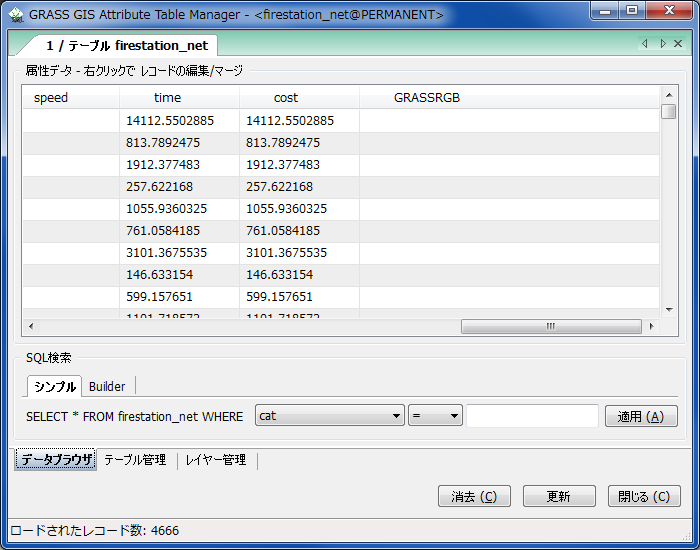 GRASS GIS Attribute Table Manager - <firestation_net@PERMANENT>
1 / テーブル firestation_net
属性データ - 右クリックで レコードの編集/マージ
speed time cost GRASSRGB
14112.5502885 14112.5502885
813.7892475 813.7892475
1912.377483 1912.377483
257.622168 257.622168
1055.9360325 1055.9360325
761.0584185 761.0584185
3101.3675535 3101.3675535
146.633154 146.633154
599.157651 599.157651
1101.718572 1101.718572
SQL検索
シンプル Builder
SELECT * FROM firestation_net WHERE cat = 適用 (A)
データブラウザ テーブル管理 レイヤー管理
消去 (C) 更新 閉じる (C)
ロードされたレコード数: 4666